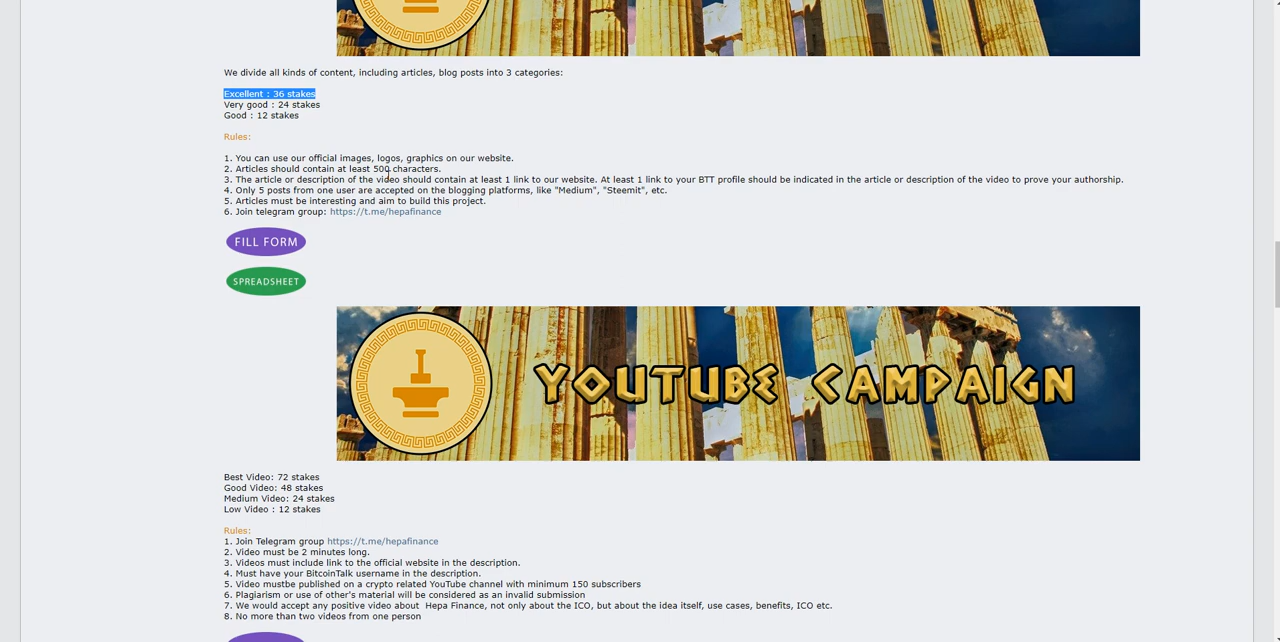 We divide all kinds of content, including articles, blog posts into 3 categories:
Excellent : 36 stakes
Very good : 24 stakes
Good : 12 stakes
Rules:
1. You can use our official images, logos, graphics on our website.
2. Articles should contain at least 500 characters.
3. The article or description of the video should contain at least 1 link to our website. At least 1 link to your BTT profile should be indicated in the article or description of the video to prove your authorship.
4. Only 5 posts from one user are accepted on the blogging platforms, like "Medium", "Steemit", etc.
5. Articles must be interesting and aim to build this project.
6. Join telegram group: https://t.me/hepafinance
FILL FORM
SPREADSHEET
YOUTUBE CAMPAIGN
Best Video: 72 stakes
Good Video: 48 stakes
Medium Video: 24 stakes
Low Video : 12 stakes
Rules:
1. Join Telegram group https://t.me/hepafinance
2. Video must be 2 minutes long.
3. Videos must include link to the official website in the description.
4. Must have your BitcoinTalk username in the description.
5. Video mustbe published on a crypto related YouTube channel with minimum 150 subscribers
6. Plagiarism or use of other's material will be considered as an invalid submission
7. We would accept any positive video about  Hepa Finance, not only about the ICO, but about the idea itself, use cases, benefits, ICO etc.
8. No more than two videos from one person